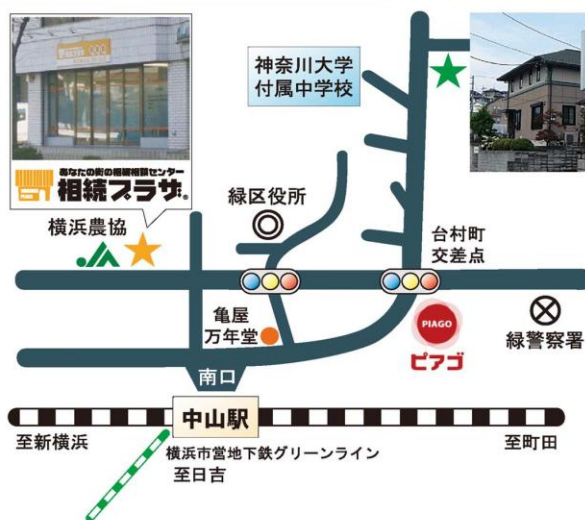 神奈川大学
付属中学校
あなたの街の相続相談センター
相続プラザ®
横浜農協
JA
緑区役所
台村町
交差点
亀屋
万年堂
PIAGO
ピアゴ
緑警察署
南口
中山駅
至新横浜
横浜市営地下鉄グリーンライン
至日吉
至町田